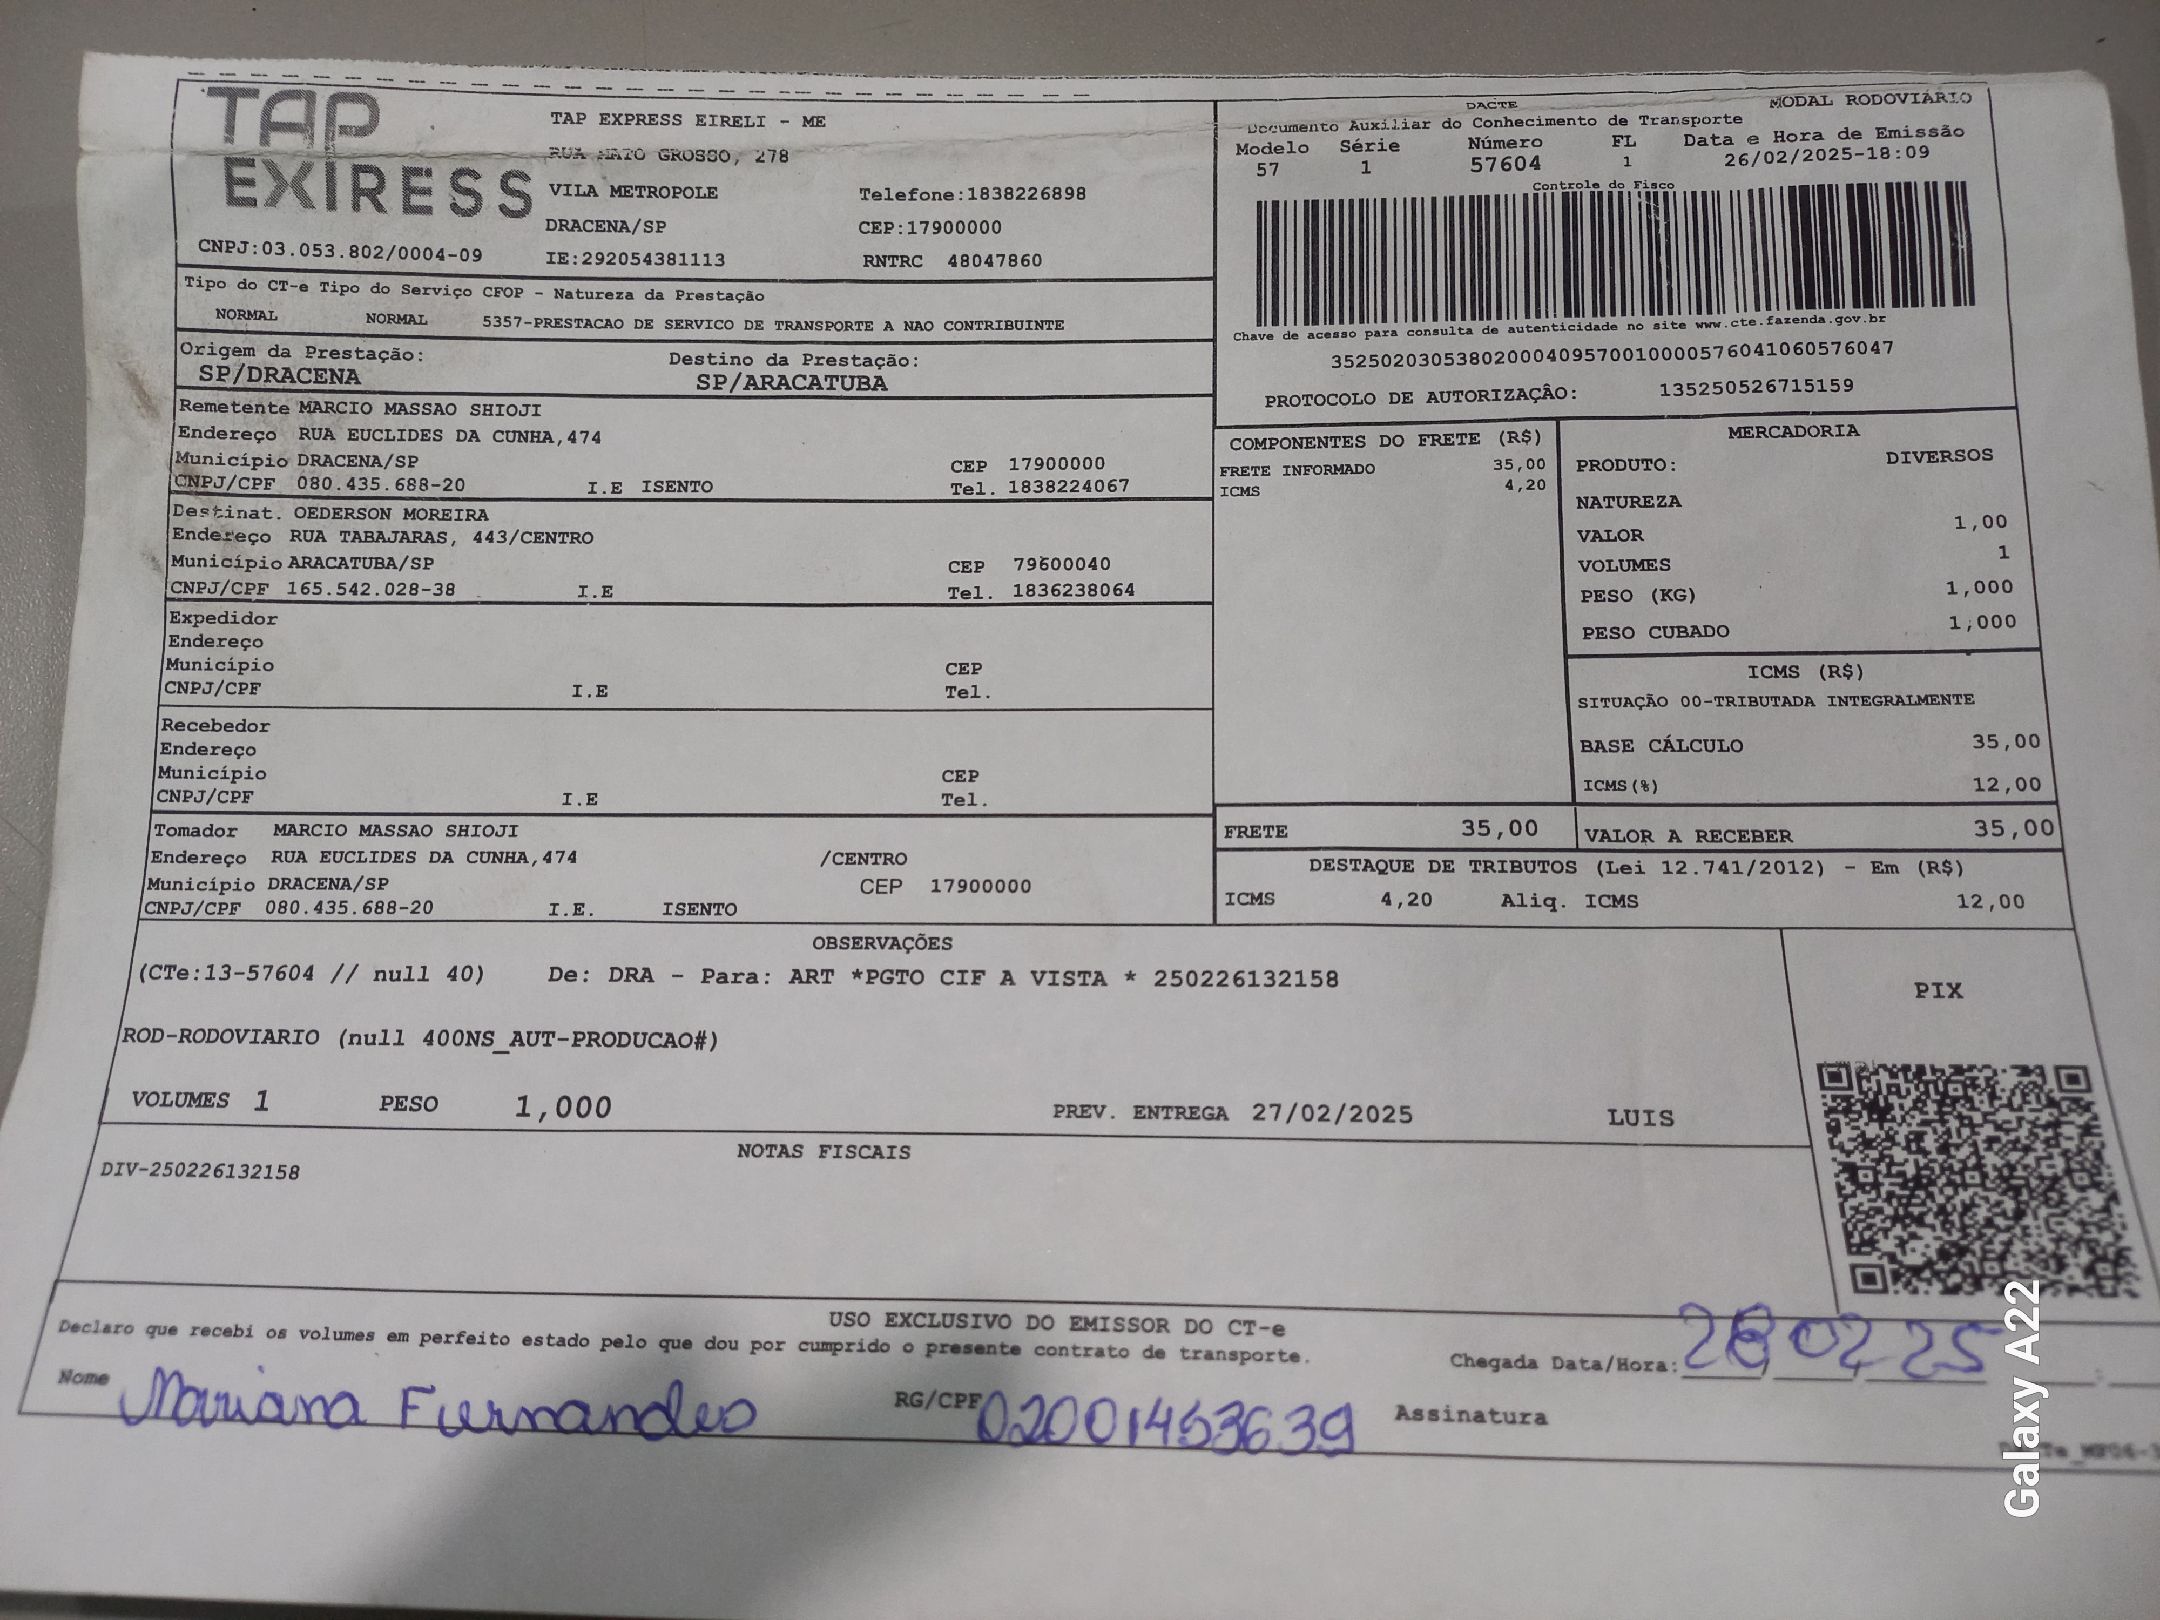 TAP
EXIRESS
CNPJ:03.053.802/0004-09
TAP EXPRESS EIRELI - ME
RUA MATO GROSSO, 278
VILA METROPOLE Telefone:1838226898
DRACENA/SP CEP:17900000
IE:292054381113 RNTRC 48047860
DACTE MODAL RODOVIÁRIO
Documento Auxiliar do Conhecimento de Transporte
Modelo Série Número FL Data e Hora de Emissão
57 1 57604 1 26/02/2025-18:09
Controle do Fisco
Chave de acesso para consulta de autenticidade no site www.cte.fazenda.gov.br
35250203053802000409570010000576041060576047
PROTOCOLO DE AUTORIZAÇÂO: 135250526715159
Tipo do CT-e Tipo do Serviço CFOP - Natureza da Prestação
NORMAL NORMAL 5357-PRESTACAO DE SERVICO DE TRANSPORTE A NAO CONTRIBUINTE
Origem da Prestação: Destino da Prestação:
SP/DRACENA SP/ARACATUBA
Remetente MARCIO MASSAO SHIOJI
Endereço RUA EUCLIDES DA CUNHA,474
Município DRACENA/SP CEP 17900000
CNPJ/CPF 080.435.688-20 I.E ISENTO Tel. 1838224067
Destinat. OEDERSON MOREIRA
Endereço RUA TABAJARAS, 443/CENTRO
Município ARACATUBA/SP CEP 79600040
CNPJ/CPF 165.542.028-38 I.E Tel. 1836238064
Expedidor
Endereço
Município CEP
CNPJ/CPF I.E Tel.
Recebedor
Endereço
Município CEP
CNPJ/CPF I.E Tel.
Tomador MARCIO MASSAO SHIOJI
Endereço RUA EUCLIDES DA CUNHA,474 /CENTRO
Município DRACENA/SP CEP 17900000
CNPJ/CPF 080.435.688-20 I.E. ISENTO
COMPONENTES DO FRETE (R$)
FRETE INFORMADO 35,00
ICMS 4,20
MERCADORIA
PRODUTO: DIVERSOS
NATUREZA
VALOR 1,00
VOLUMES 1
PESO (KG) 1,000
PESO CUBADO 1,000
ICMS (R$)
SITUAÇÃO 00-TRIBUTADA INTEGRALMENTE
BASE CÁLCULO 35,00
ICMS(%) 12,00
FRETE 35,00 VALOR A RECEBER 35,00
DESTAQUE DE TRIBUTOS (Lei 12.741/2012) - Em (R$)
ICMS 4,20 Aliq. ICMS 12,00
OBSERVAÇÕES
(CTe:13-57604 // null 40) De: DRA - Para: ART *PGTO CIF A VISTA * 250226132158
ROD-RODOVIARIO (null 400NS_AUT-PRODUCAO#)
VOLUMES 1 PESO 1,000 PREV. ENTREGA 27/02/2025 LUIS
PIX
NOTAS FISCAIS
DIV-250226132158
USO EXCLUSIVO DO EMISSOR DO CT-e
Declaro que recebi os volumes em perfeito estado pelo que dou por cumprido o presente contrato de transporte.
Chegada Data/Hora: 28 02 25
Nome Mariana Fernandes RG/CPF 02001453639 Assinatura
Galaxy A22